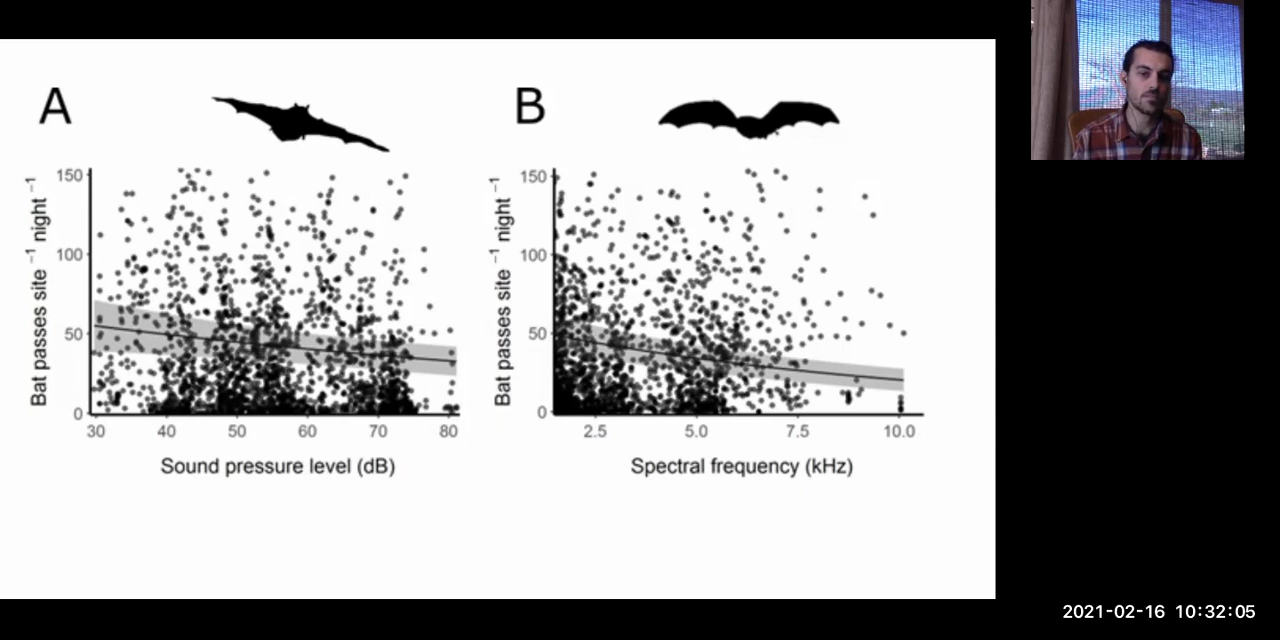 A
B
150
100
50
0
Bat passes site −1 night −1
30 40 50 60 70 80
Sound pressure level (dB)
150
100
50
0
Bat passes site −1 night −1
2.5 5.0 7.5 10.0
Spectral frequency (kHz)
2021-02-16 10:32:05